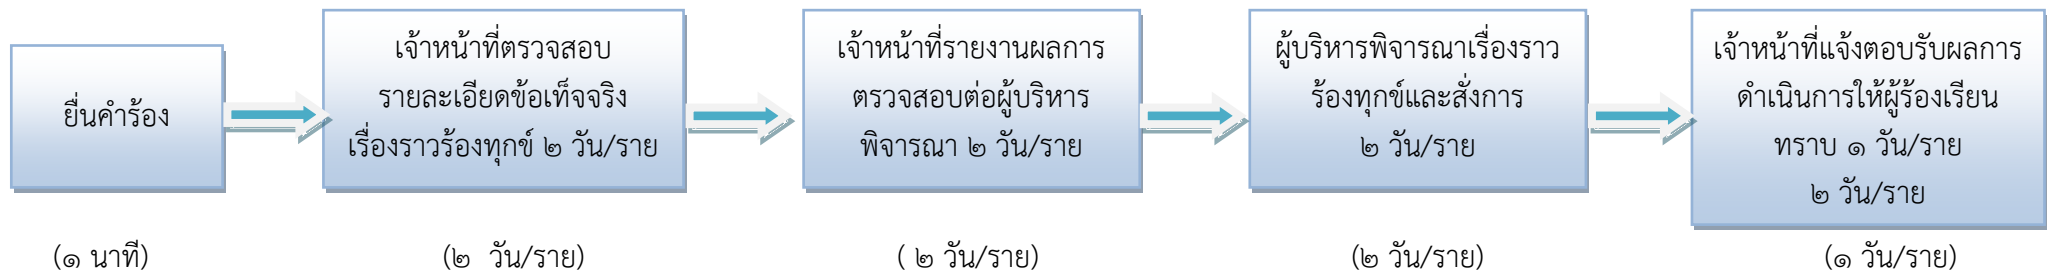 ยื่นคำร้อง
เจ้าหน้าที่ตรวจสอบ
รายละเอียดข้อเท็จจริง
เรื่องราวร้องทุกข์ ๒ วัน/ราย
เจ้าหน้าที่รายงานผลการ
ตรวจสอบต่อผู้บริหาร
พิจารณา ๒ วัน/ราย
ผู้บริหารพิจารณาเรื่องราว
ร้องทุกข์และสั่งการ
๒ วัน/ราย
เจ้าหน้าที่แจ้งตอบรับผลการ
ดำเนินการให้ผู้ร้องเรียน
ทราบ ๑ วัน/ราย
๒ วัน/ราย
(๑ นาที)
(๒  วัน/ราย)
( ๒ วัน/ราย)
(๒ วัน/ราย)
(๑ วัน/ราย)